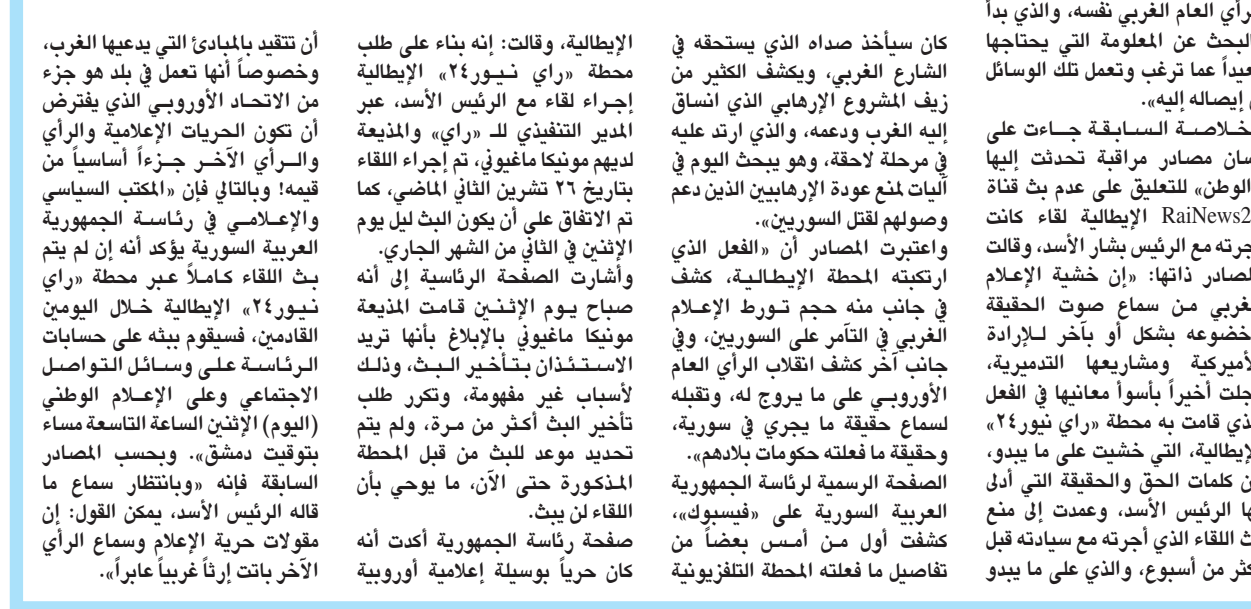 رأي العام الغربي نفسه، والذي بدأ
البحث عن المعلومة التي يحتاجها
عيداً عما ترغب وتعمل تلك الوسائل
إيصاله إليه».
خلاصة السابقة جاءت على
سان مصادر مراقبة تحدثت إليها
الوطن» للتعليق على عدم بث قناة
RaiNews2 الإيطالية لقاء كانت
جرته مع الرئيس بشار الأسد، وقالت
لمصادر ذاتها: «إن خشية الإعلام
لغربي من سماع صوت الحقيقة
خضوعه بشكل أو بآخر للإرادة
لأميركية ومشاريعها التدميرية،
جلت أخيراً بأسوأ معانيها في الفعل
لذي قامت به محطة «راي نيوز٢٤»
لإيطالية، التي خشيت على ما يبدو،
ن كلمات الحق والحقيقة التي أدلى
ها الرئيس الأسد، وعمدت إلى منع
ث اللقاء الذي أجرته مع سيادته قبل
كثر من أسبوع، والذي على ما يبدو
كان سيأخذ صداه الذي يستحقه في
الشارع الغربي، ويكشف الكثير من
زيف المشروع الإرهابي الذي انساق
إليه الغرب ودعمه، والذي ارتد عليه
في مرحلة لاحقة، وهو يبحث اليوم في
آليات لمنع عودة الإرهابيين الذين دعم
وصولهم لقتل السوريين».
واعتبرت المصادر أن «الفعل الذي
ارتكبته المحطة الإيطالية، كشف
في جانب منه حجم تورط الإعلام
الغربي في التآمر على السوريين، وفي
جانب آخر كشف انقلاب الرأي العام
الأوروبي على ما يروج له، وتقبله
لسماع حقيقة ما يجري في سورية،
وحقيقة ما فعلته حكومات بلادهم».
الصفحة الرسمية لرئاسة الجمهورية
العربية السورية على «فيسبوك»،
كشفت أول من أمس بعضاً من
تفاصيل ما فعلته المحطة التلفزيونية
الإيطالية، وقالت: إنه بناء على طلب
محطة «راي نيور٢٤» الإيطالية
إجراء لقاء مع الرئيس الأسد، عبر
المدير التنفيذي للـ «راي» والمذيعة
لديهم مونيكا ماغيوني، تم إجراء اللقاء
بتاريخ ٢٦ تشرين الثاني الماضي، كما
تم الاتفاق على أن يكون البث ليل يوم
الإثنين في الثاني من الشهر الجاري.
وأشارت الصفحة الرئاسية إلى أنه
صباح يوم الإثنين قامت المذيعة
مونيكا ماغيوني بالإبلاغ بأنها تريد
الاستئذان بتأخير البث، وذلك
لأسباب غير مفهومة، وتكرر طلب
تأخير البث أكثر من مرة، ولم يتم
تحديد موعد للبث من قبل المحطة
المذكورة حتى الآن، ما يوحي بأن
اللقاء لن يبث.
صفحة رئاسة الجمهورية أكدت أنه
كان حرياً بوسيلة إعلامية أوروبية
أن تتقيد بالمبادئ التي يدعيها الغرب،
وخصوصاً أنها تعمل في بلد هو جزء
من الاتحاد الأوروبي الذي يفترض
أن تكون الحريات الإعلامية والرأي
والرأي الآخر جزءاً أساسياً من
قيمه! وبالتالي فإن «المكتب السياسي
والإعلامي في رئاسة الجمهورية
العربية السورية يؤكد أنه إن لم يتم
بث اللقاء كاملاً عبر محطة «راي
نيور٢٤» الإيطالية خلال اليومين
القادمين، فسيقوم ببثه على حسابات
الرئاسة على وسائل التواصل
الاجتماعي وعلى الإعلام الوطني
(اليوم) الإثنين الساعة التاسعة مساء
بتوقيت دمشق». وبحسب المصادر
السابقة فإنه «وبانتظار سماع ما
قاله الرئيس الأسد، يمكن القول: إن
مقولات حرية الإعلام وسماع الرأي
الآخر باتت إرثاً غربياً عابراً».